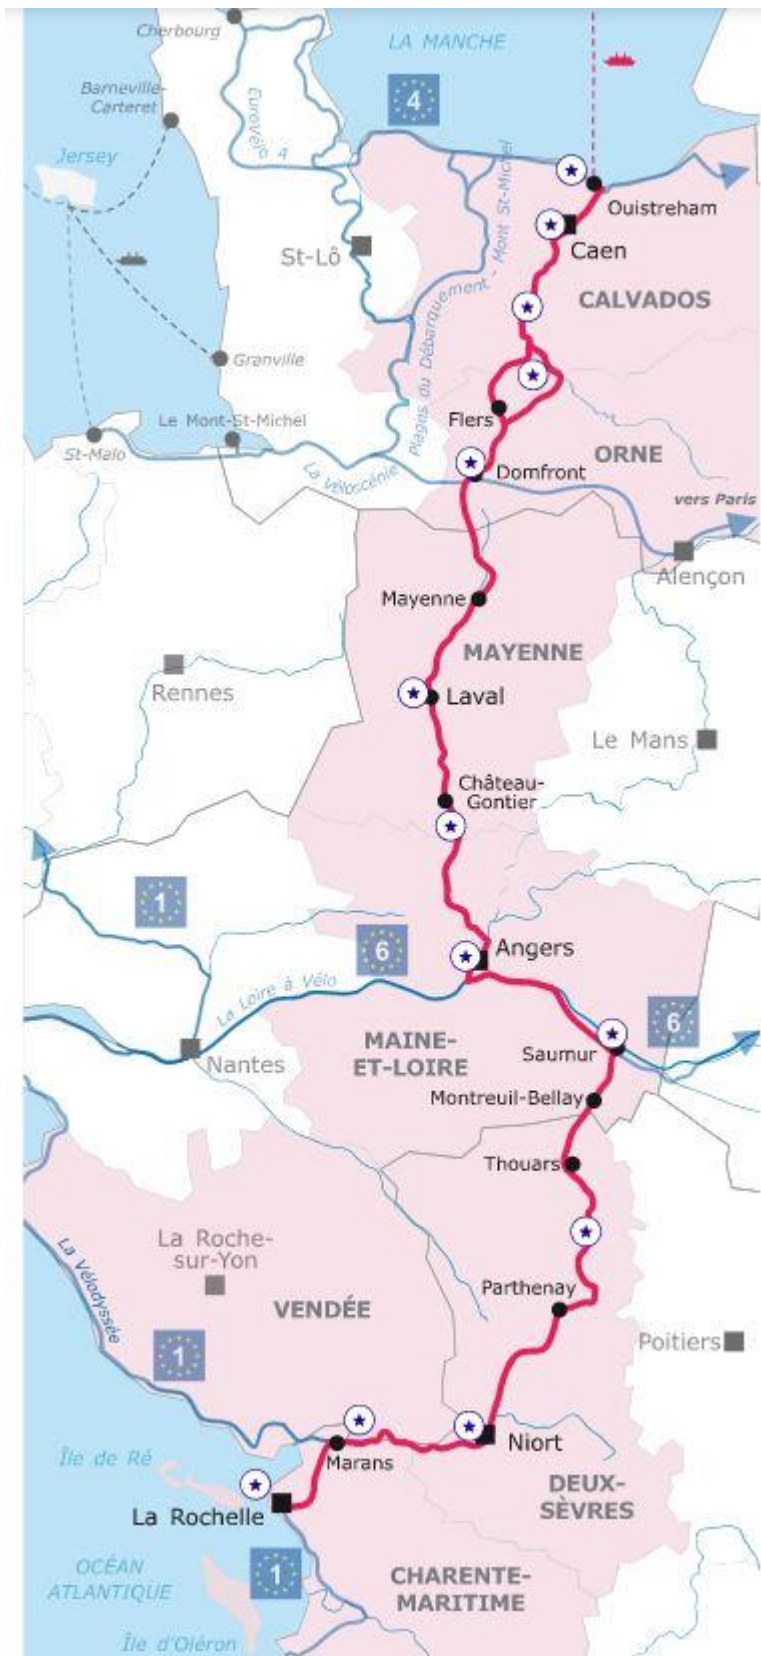 Cherbourg
LA MANCHE
Barneville-
Carteret
4
EuroVélo 4
Jersey
Plages du Débarquement - Mont St-Michel
Ouistreham
Caen
St-Lô
CALVADOS
Granville
Flers
Le Mont-St-Michel
St-Malo
ORNE
La Véloscénie
Domfront
vers Paris
Alençon
Mayenne
MAYENNE
Rennes
Laval
Le Mans
Château-
Gontier
1
6
Angers
La Loire à Vélo
6
MAINE-
ET-LOIRE
Saumur
Nantes
Montreuil-Bellay
Thouars
La Roche-
sur-Yon
La Vélodyssée
Parthenay
VENDÉE
Poitiers
1
Niort
Marans
Île de Ré
DEUX-
SÈVRES
La Rochelle
OCÉAN
ATLANTIQUE
1
CHARENTE-
MARITIME
Île d'Oléron